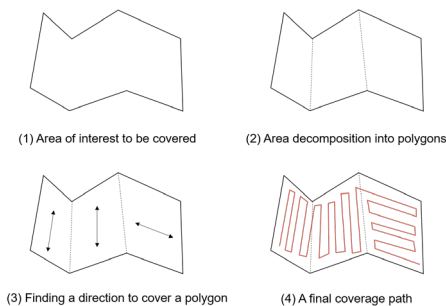 (1) Area of interest to be covered
(2) Area decomposition into polygons
(3) Finding a direction to cover a polygon
(4) A final coverage path